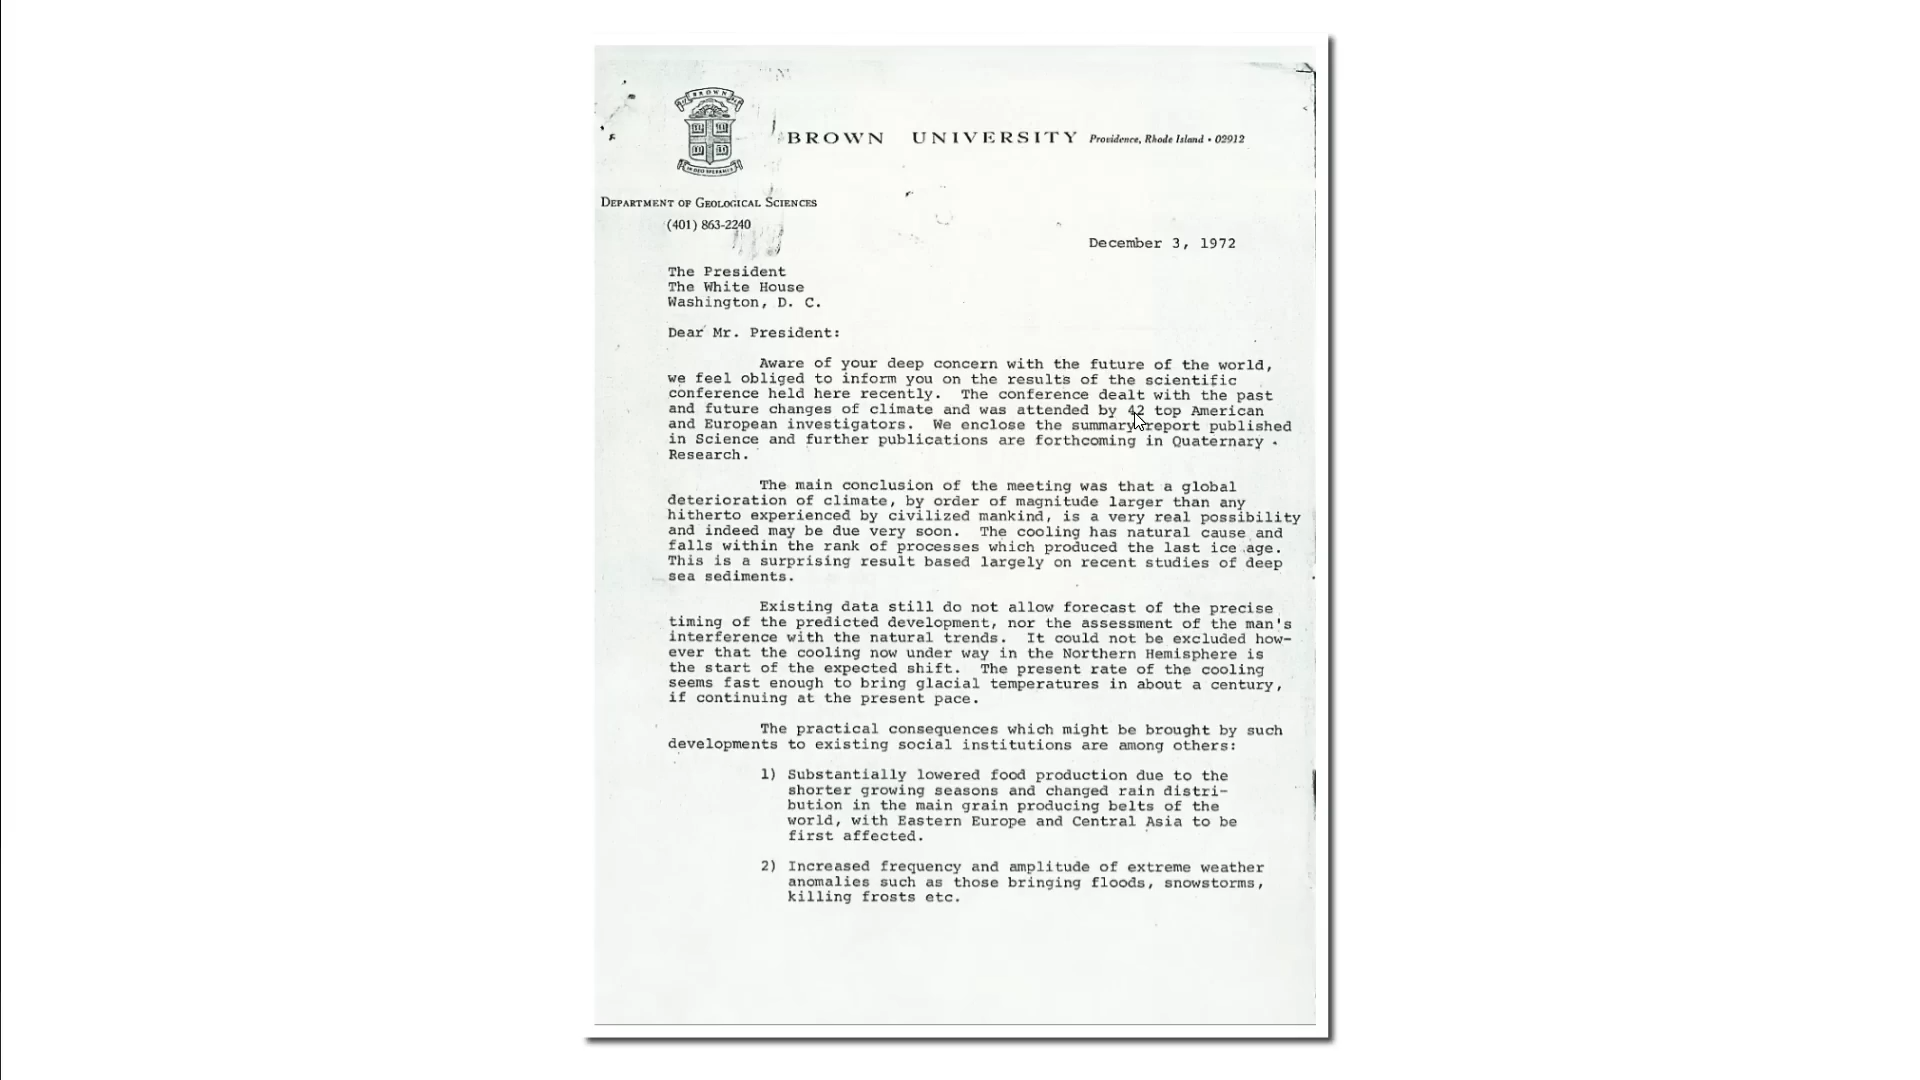 BROWN
IN DEO SPERAMUS
BROWN UNIVERSITY Providence, Rhode Island • 02912
DEPARTMENT OF GEOLOGICAL SCIENCES
(401) 863-2240
December 3, 1972
The President
The White House
Washington, D. C.
Dear Mr. President:
Aware of your deep concern with the future of the world,
we feel obliged to inform you on the results of the scientific
conference held here recently. The conference dealt with the past
and future changes of climate and was attended by 42 top American
and European investigators. We enclose the summary report published
in Science and further publications are forthcoming in Quaternary
Research.
The main conclusion of the meeting was that a global
deterioration of climate, by order of magnitude larger than any
hitherto experienced by civilized mankind, is a very real possibility
and indeed may be due very soon. The cooling has natural cause and
falls within the rank of processes which produced the last ice age.
This is a surprising result based largely on recent studies of deep
sea sediments.
Existing data still do not allow forecast of the precise
timing of the predicted development, nor the assessment of the man's
interference with the natural trends. It could not be excluded how-
ever that the cooling now under way in the Northern Hemisphere is
the start of the expected shift. The present rate of the cooling
seems fast enough to bring glacial temperatures in about a century,
if continuing at the present pace.
The practical consequences which might be brought by such
developments to existing social institutions are among others:
1) Substantially lowered food production due to the
shorter growing seasons and changed rain distri-
bution in the main grain producing belts of the
world, with Eastern Europe and Central Asia to be
first affected.
2) Increased frequency and amplitude of extreme weather
anomalies such as those bringing floods, snowstorms,
killing frosts etc.